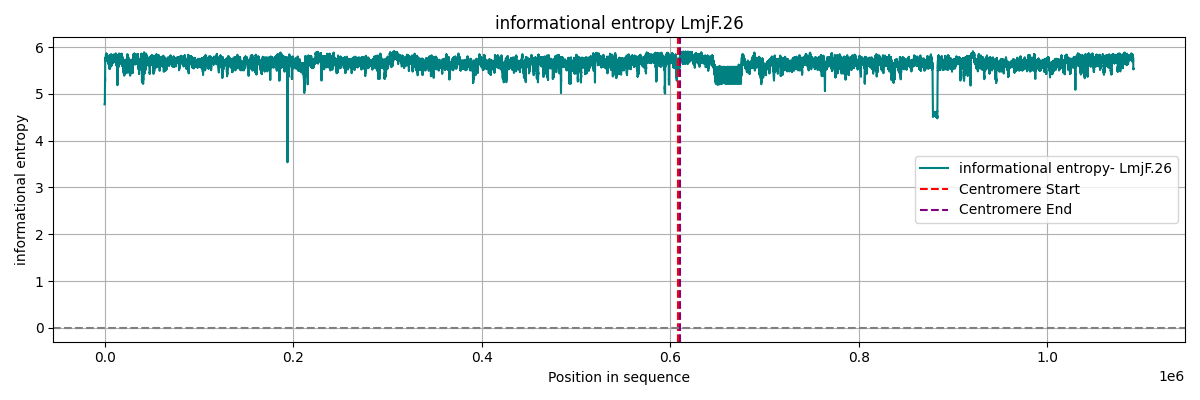 informational entropy LmjF.26
informational entropy
6
5
4
3
2
1
0
informational entropy- LmjF.26
Centromere Start
Centromere End
0.0 0.2 0.4 0.6 0.8 1.0
1e6
Position in sequence